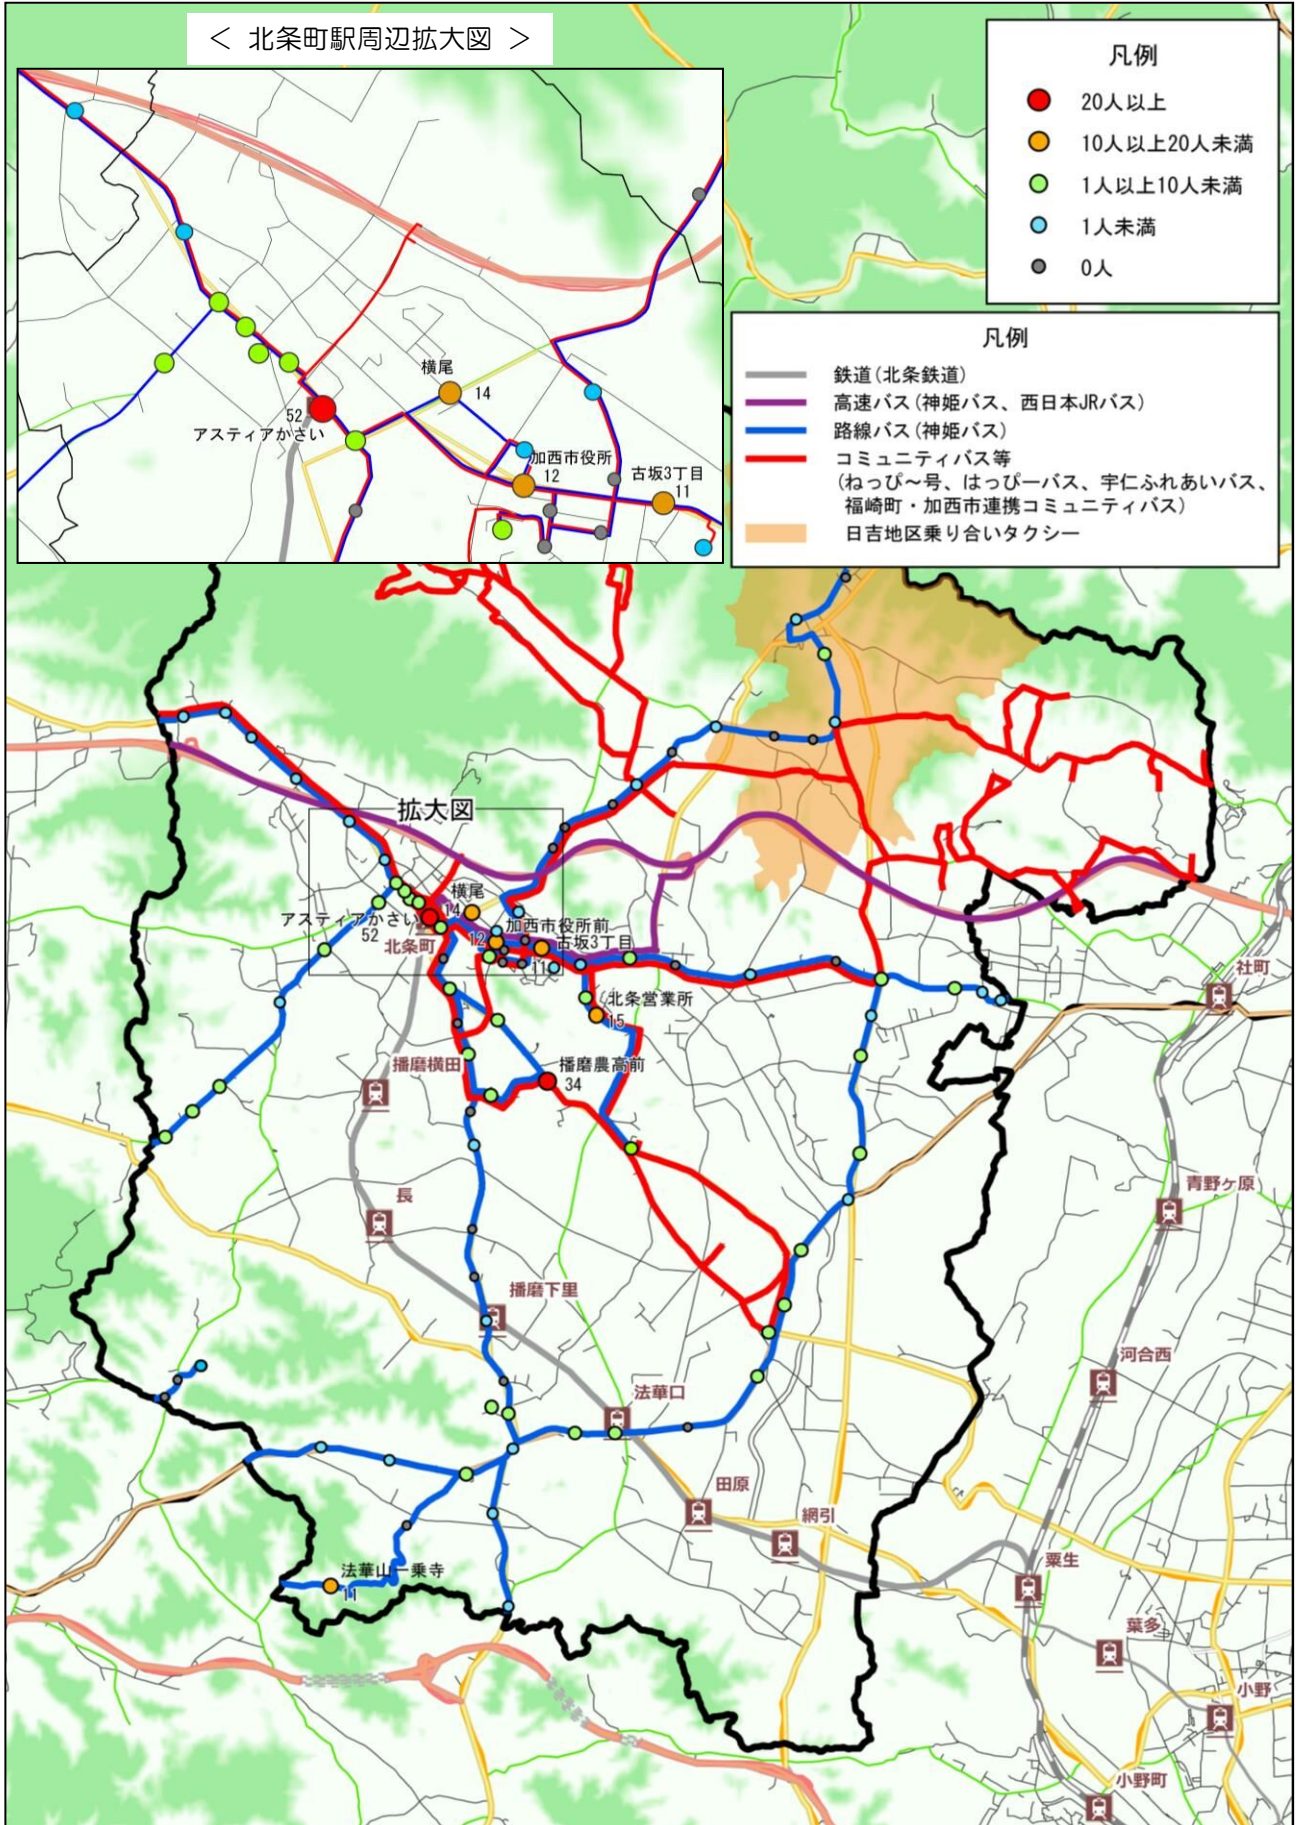 ＜ 北条町駅周辺拡大図 ＞
凡例
20人以上
10人以上20人未満
1人以上10人未満
1人未満
0人
凡例
鉄道(北条鉄道)
高速バス(神姫バス、西日本JRバス)
路線バス(神姫バス)
コミュニティバス等
(ねっぴ～号、はっぴーバス、宇仁ふれあいバス、
福崎町・加西市連携コミュニティバス)
日吉地区乗り合いタクシー
横尾
14
52
アスティアかさい
加西市役所
12
古坂3丁目
11
拡大図
横尾
14
アスティアかさい
52
加西市役所前
12
古坂3丁目
11
北条町
北条営業所
15
社町
播磨横田
播磨農高前
34
長
青野ヶ原
播磨下里
河合西
法華口
田原
網引
粟生
法華山一乗寺
11
葉多
小野
小野町